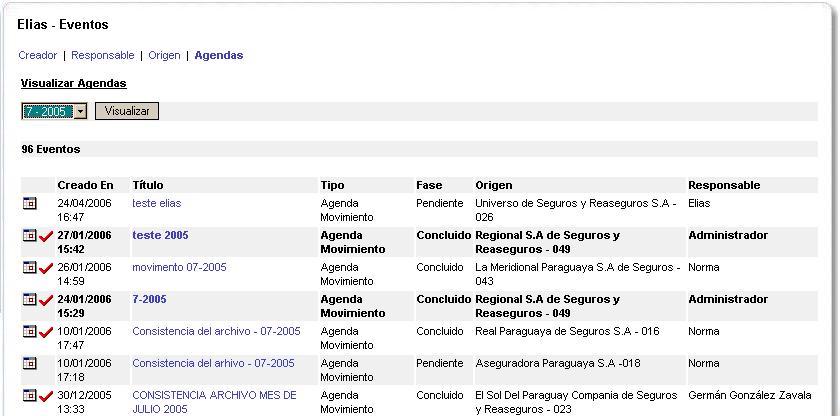 Elias - Eventos
Creador | Responsable | Origen | Agendas
Visualizar Agendas
7 - 2005 Visualizar
96 Eventos
Creado En Título Tipo Fase Origen Responsable
24/04/2006 teste elias Agenda Pendiente Universo de Seguros y Reaseguros S.A - Elias
16:47 Movimiento 026
27/01/2006 teste 2005 Agenda Concluido Regional S.A de Seguros y Administrador
15:42 Movimiento Reaseguros - 049
26/01/2006 movimento 07-2005 Agenda Concluido La Meridional Paraguaya S.A de Seguros - Norma
14:59 Movimiento 043
24/01/2006 7-2005 Agenda Concluido Regional S.A de Seguros y Administrador
15:29 Movimiento Reaseguros - 049
10/01/2006 Consistencia del archivo - 07-2005 Agenda Concluido Real Paraguaya de Seguros S.A - 016 Norma
17:47 Movimiento
10/01/2006 Consistencia del arhivo - 07-2005 Agenda Pendiente Aseguradora Paraguaya S.A -018 Norma
17:18 Movimiento
30/12/2005 CONSISTENCIA ARCHIVO MES DE Agenda Concluido El Sol Del Paraguay Compania de Seguros Germán González Zavala
13:33 JULIO 2005 Movimiento y Reaseguros - 023